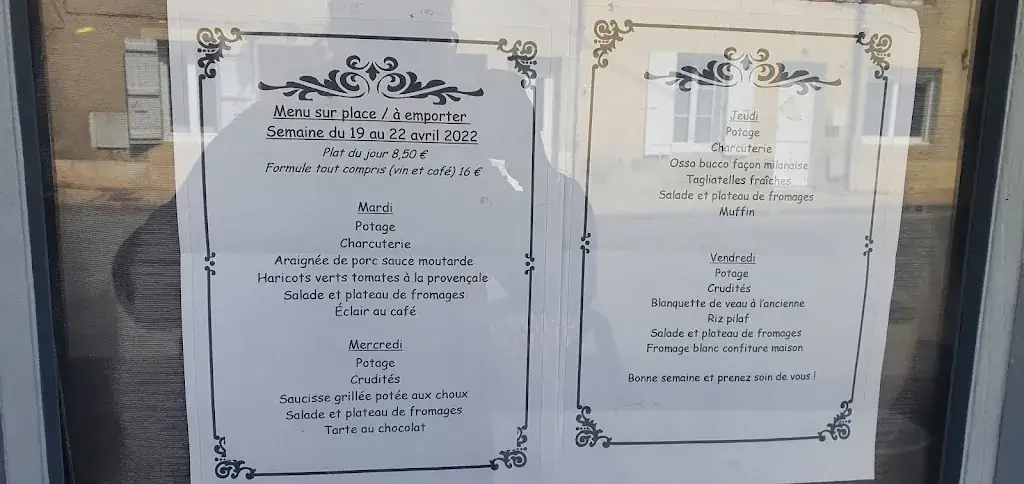 Menu sur place / à emporter
Semaine du 19 au 22 avril 2022
Plat du jour 8,50 €
Formule tout compris (vin et café) 16 €
Mardi
Potage
Charcuterie
Araignée de porc sauce moutarde
Haricots verts tomates à la provençale
Salade et plateau de fromages
Éclair au café
Mercredi
Potage
Crudités
Saucisse grillée potée aux choux
Salade et plateau de fromages
Tarte au chocolat
Jeudi
Potage
Charcuterie
Osso bucco façon milanaise
Tagliatelles fraîches
Salade et plateau de fromages
Muffin
Vendredi
Potage
Crudités
Blanquette de veau à l'ancienne
Riz pilaf
Salade et plateau de fromages
Fromage blanc confiture maison
Bonne semaine et prenez soin de vous !